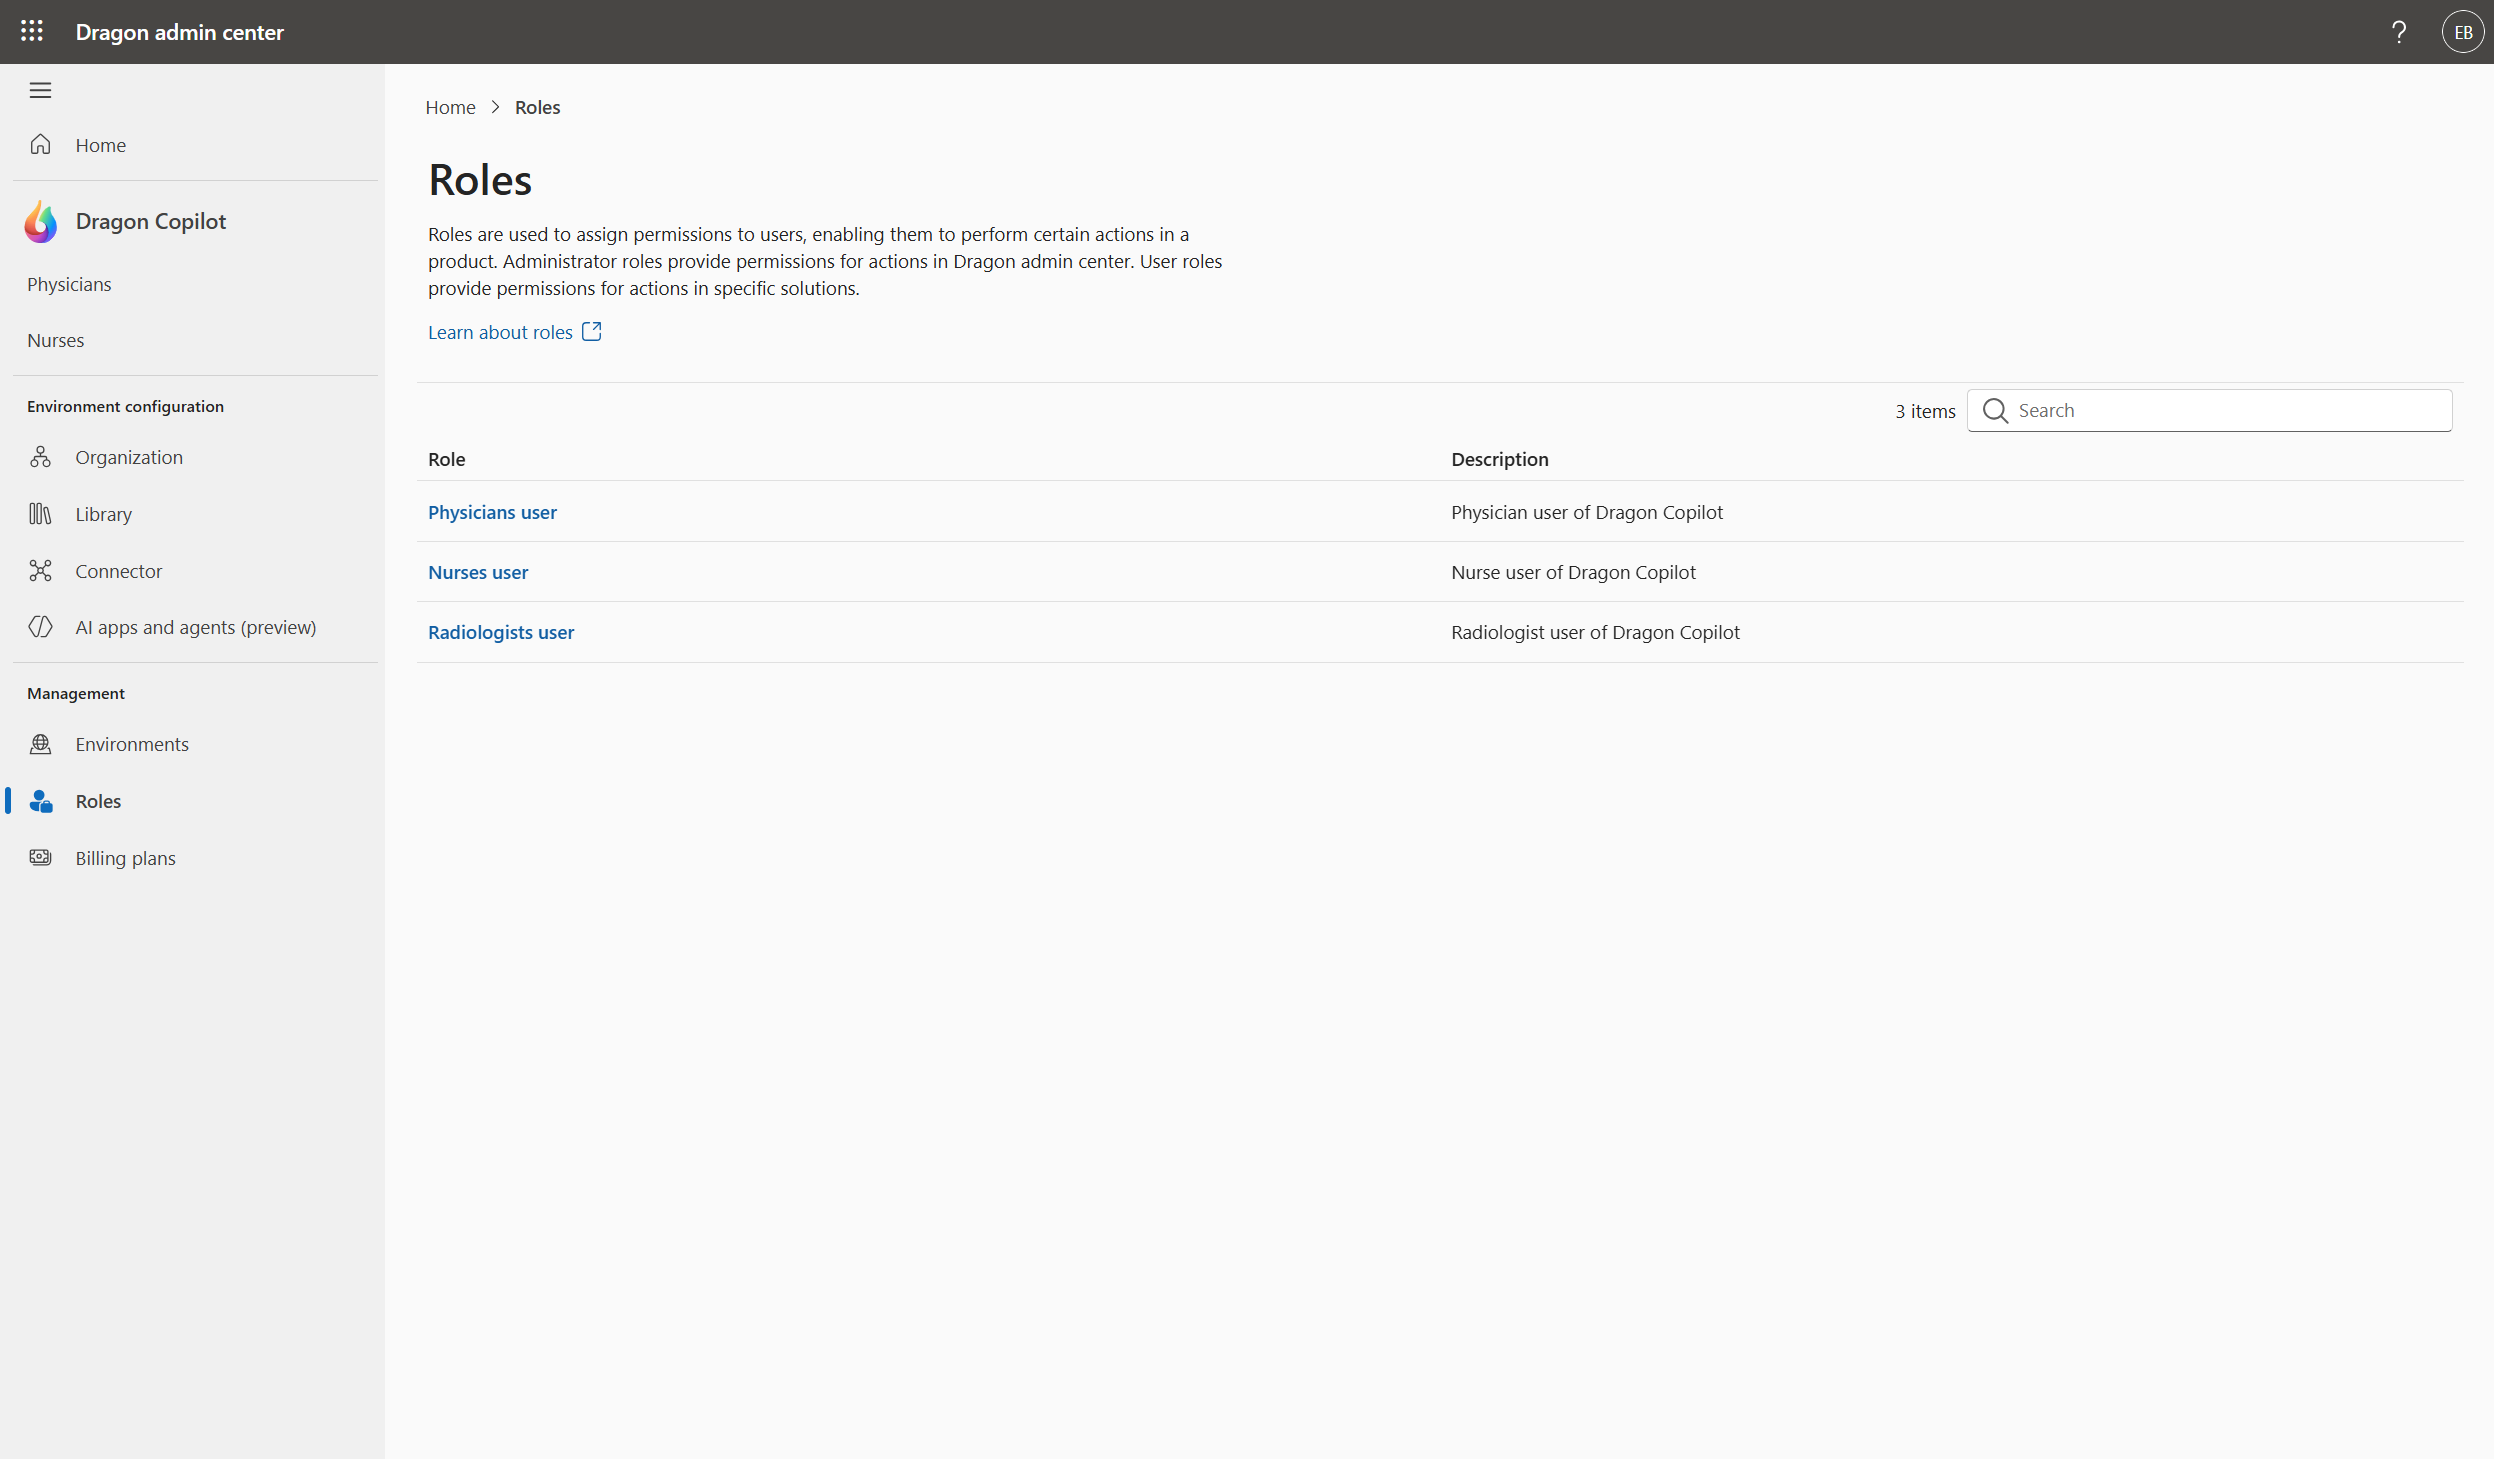 Dragon admin center
EB
Home
Dragon Copilot
Physicians
Nurses
Environment configuration
Organization
Library
Connector
AI apps and agents (preview)
Management
Environments
Roles
Billing plans
Home > Roles
Roles
Roles are used to assign permissions to users, enabling them to perform certain actions in a
product. Administrator roles provide permissions for actions in Dragon admin center. User roles
provide permissions for actions in specific solutions.
Learn about roles
3 items Search
Role Description
Physicians user Physician user of Dragon Copilot
Nurses user Nurse user of Dragon Copilot
Radiologists user Radiologist user of Dragon Copilot